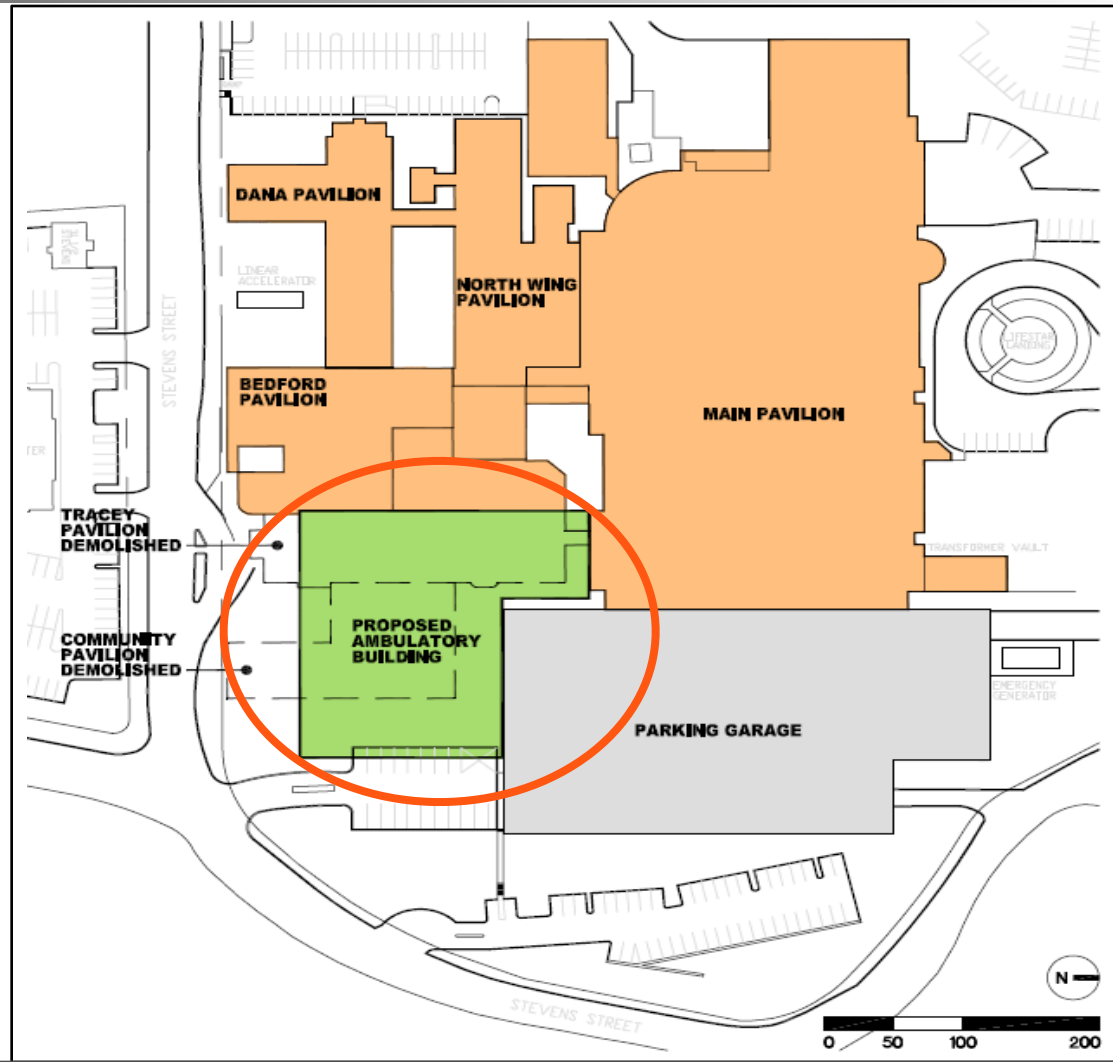 DANA PAVILION
LINEAR
ACCELERATOR
NORTH WING
PAVILION
STEVENS STREET
LIFESTAR
LANDING
BEDFORD
PAVILION
MAIN PAVILION
TER
TRACEY
PAVILION
DEMOLISHED
TRANSFORMER VAULT
COMMUNITY
PAVILION
DEMOLISHED
PROPOSED
AMBULATORY
BUILDING
EMERGENCY
GENERATOR
PARKING GARAGE
N
STEVENS STREET
0 50 100 200